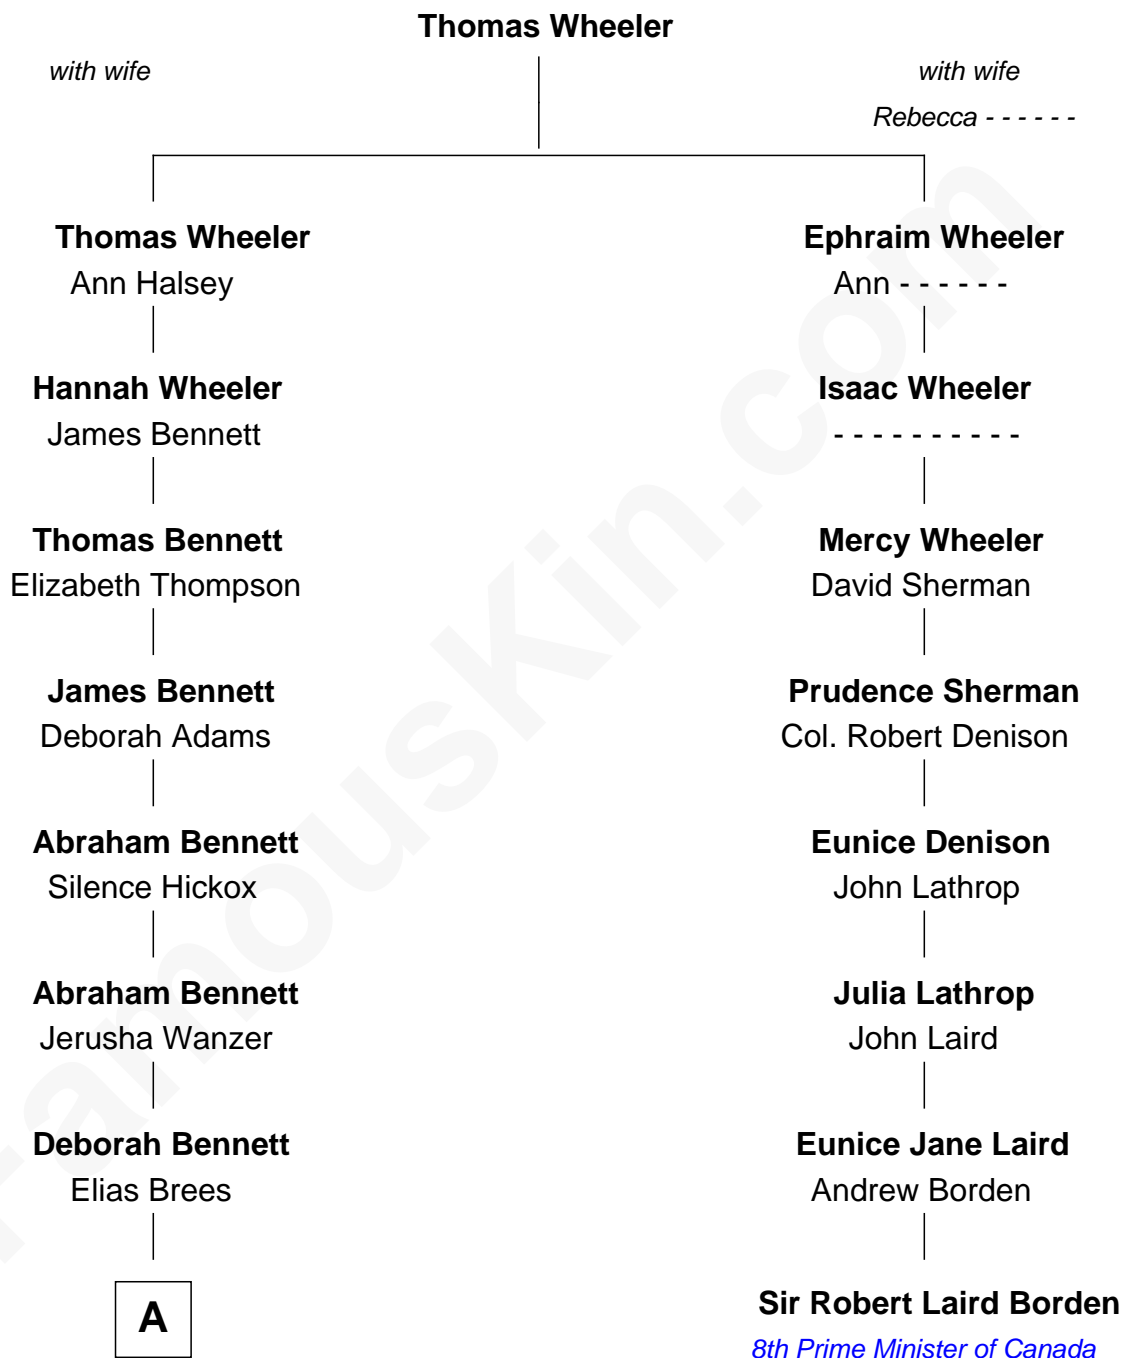 Thomas Wheeler
with wife
with wife
Rebecca - - - - - -
Thomas Wheeler
Ann Halsey
Hannah Wheeler
James Bennett
Thomas Bennett
Elizabeth Thompson
James Bennett
Deborah Adams
Abraham Bennett
Silence Hickox
Abraham Bennett
Jerusha Wanzer
Deborah Bennett
Elias Brees
A
Ephraim Wheeler
Ann - - - - - -
Isaac Wheeler
- - - - - - - - - -
Mercy Wheeler
David Sherman
Prudence Sherman
Col. Robert Denison
Eunice Denison
John Lathrop
Julia Lathrop
John Laird
Eunice Jane Laird
Andrew Borden
Sir Robert Laird Borden
8th Prime Minister of Canada
FamousKin.com